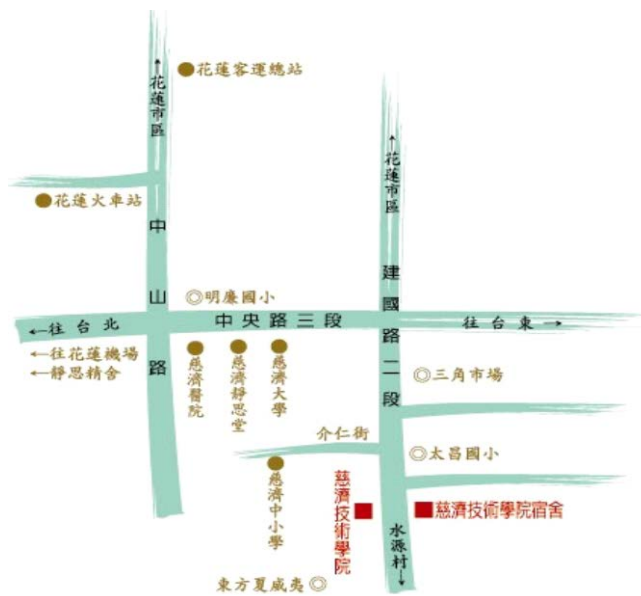 花蓮客運總站
←花蓮市區
←花蓮市區
花蓮火車站
中山路
建國路二段
明廉國小
←往台北
中央路三段
往台東→
←往花蓮機場
←靜思精舍
慈濟醫院
慈濟靜思堂
慈濟大學
三角市場
介仁街
太昌國小
慈濟中小學
慈濟技術學院
慈濟技術學院宿舍
水源村→
東方夏威夷